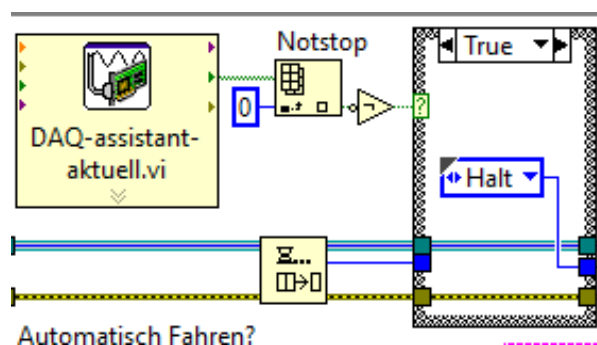 Notstop
True
DAQ-assistant-
aktuell.vi
0
?
Halt
Automatisch Fahren?